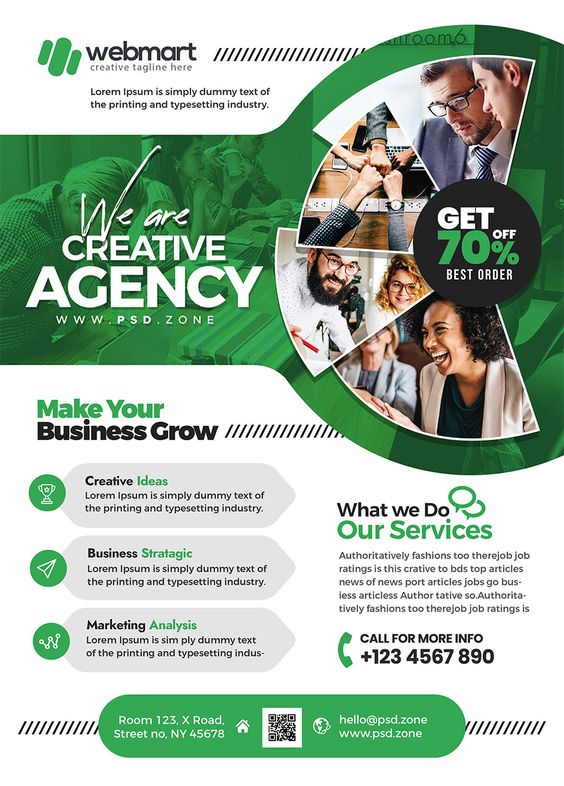 webmart
creative tagline here
Lorem Ipsum is simply dummy text of
the printing and typesetting industry.
room6
We are
CREATIVE
AGENCY
WWW.PSD.ZONE
GET
70% OFF
BEST ORDER
Make Your
Business Grow
Creative Ideas
Lorem Ipsum is simply dummy text of
the printing and typesetting industry.
Business Stratagic
Lorem Ipsum is simply dummy text of
the printing and typesetting industry.
Marketing Analysis
Lorem Ipsum is sim ply dummy text
of the printing and typesetting indus-
What we Do
Our Services
Authoritatively fashions too therejob job
ratings is this crative to bds top articles
news of news port articles jobs go bus-
iess articless Author tative so.Authorita-
tively fashions too therejob job ratings is
CALL FOR MORE INFO
+123 4567 890
Room 123, X Road,
Street no, NY 45678
hello@psd.zone
www.psd.zone